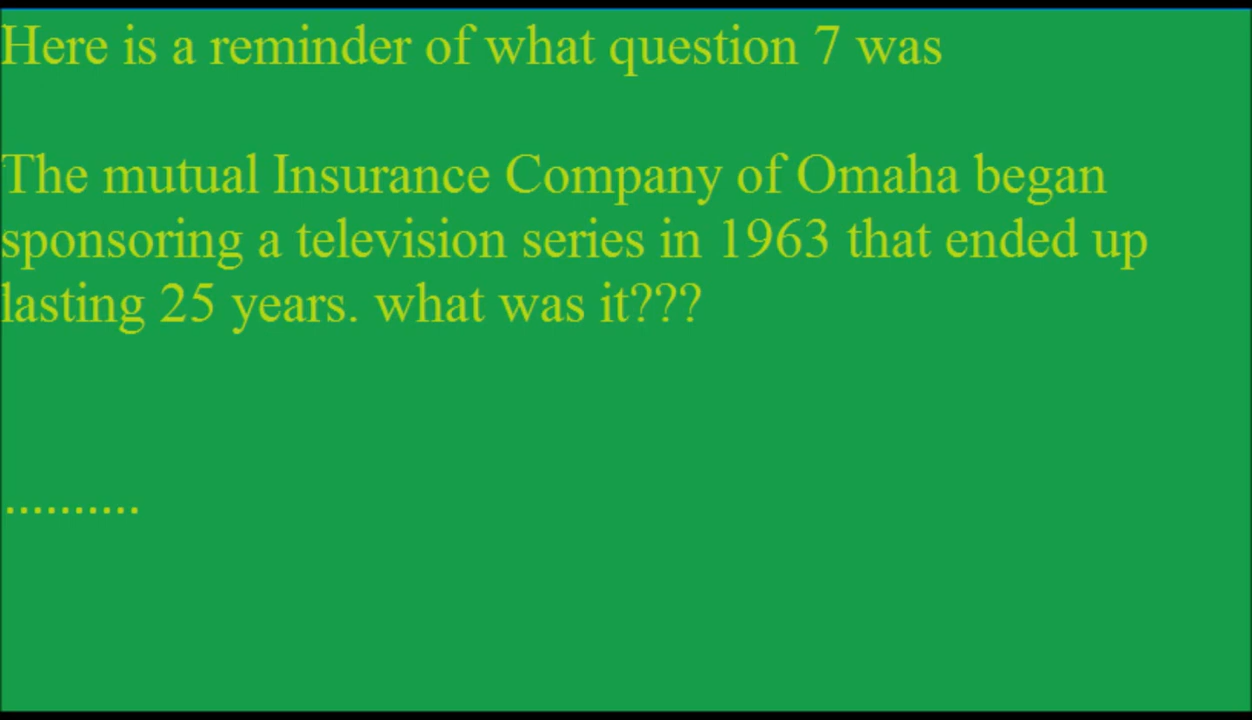 Here is a reminder of what question 7 was
The mutual Insurance Company of Omaha began
sponsoring a television series in 1963 that ended up
lasting 25 years. what was it???
..........